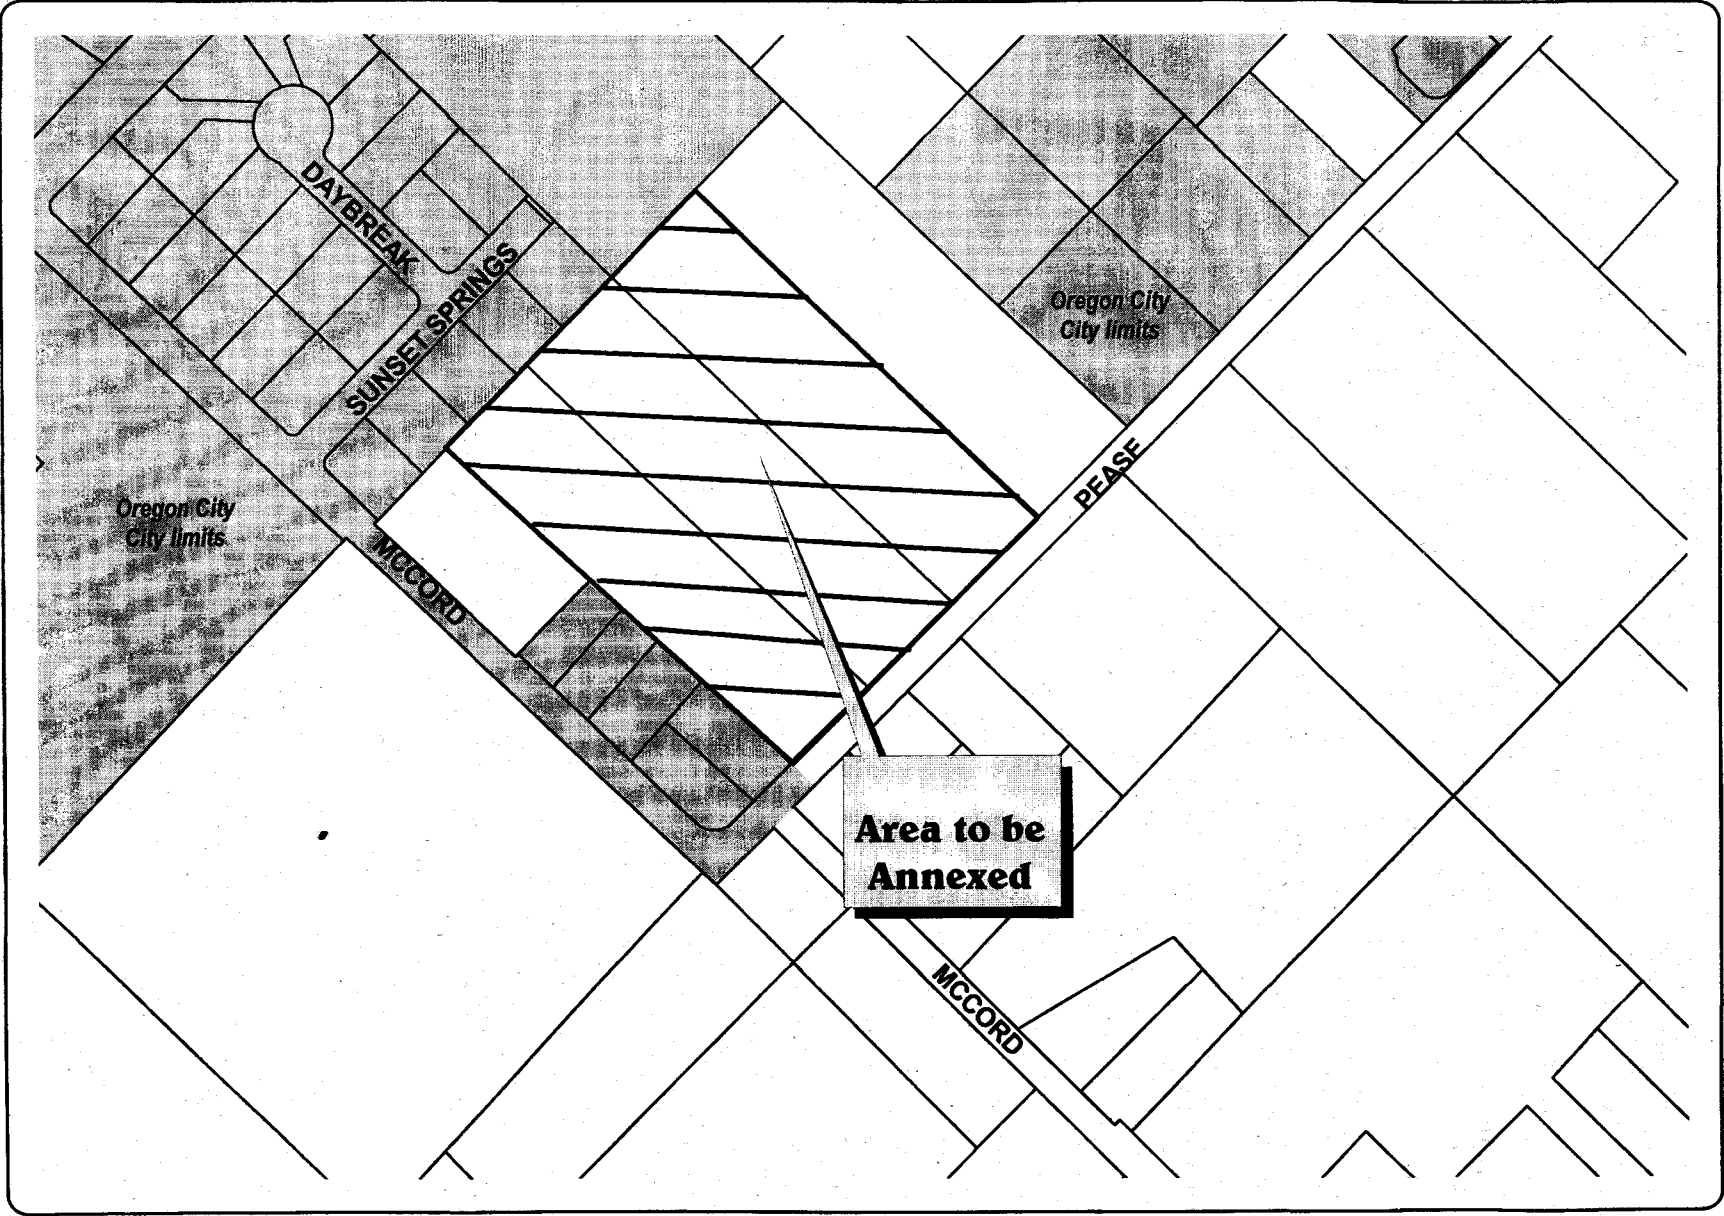 DAYBREAK
SUNSET SPRINGS
Oregon City
City limits
PEASE
Oregon City
City limits
MCCORD
Area to be
Annexed
MCCORD